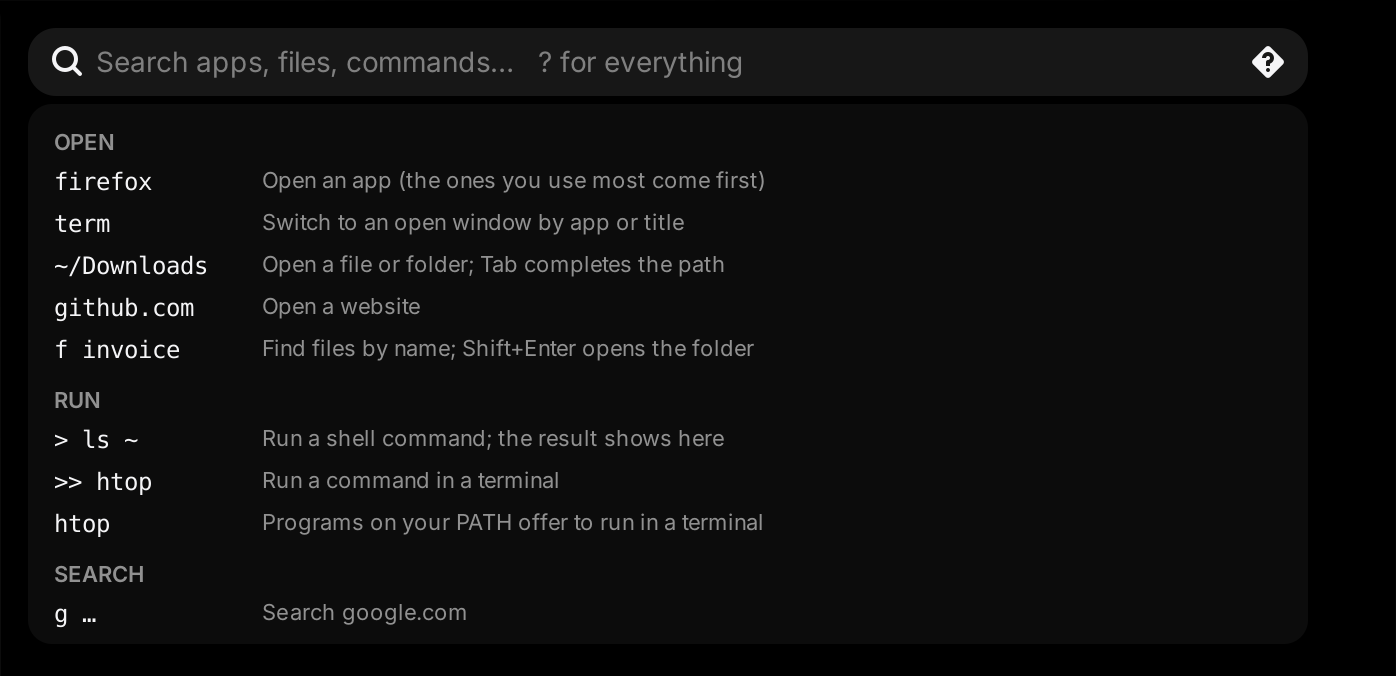 Search apps, files, commands...   ? for everything
OPEN
firefox Open an app (the ones you use most come first)
term Switch to an open window by app or title
~/Downloads Open a file or folder; Tab completes the path
github.com Open a website
f invoice Find files by name; Shift+Enter opens the folder
RUN
> ls ~ Run a shell command; the result shows here
>> htop Run a command in a terminal
htop Programs on your PATH offer to run in a terminal
SEARCH
g … Search google.com